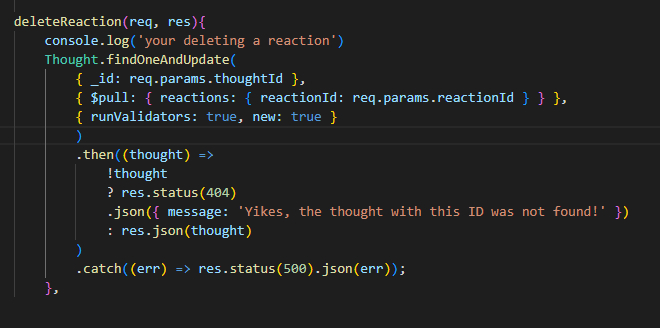 deleteReaction(req, res){
console.log('your deleting a reaction')
Thought.findOneAndUpdate(
{ _id: req.params.thoughtId },
{ $pull: { reactions: { reactionId: req.params.reactionId } } },
{ runValidators: true, new: true }
)
.then((thought) =>
!thought
? res.status(404)
.json({ message: 'Yikes, the thought with this ID was not found!' })
: res.json(thought)
)
.catch((err) => res.status(500).json(err));
},